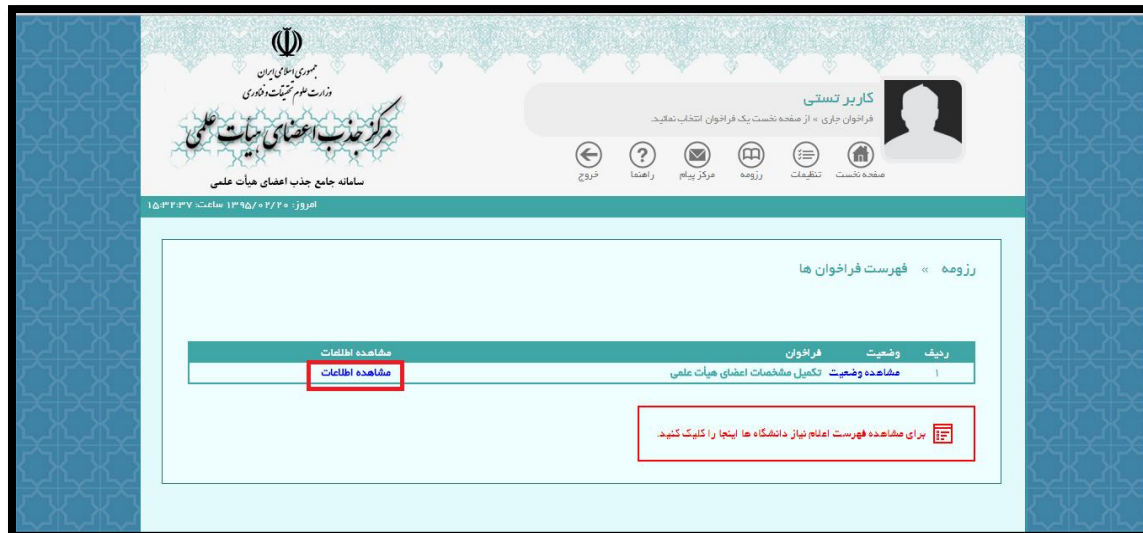 جمهوری اسلامی ایران
وزارت علوم تحقیقات و فناوری
مرکز جذب اعضای هیأت علمی
سامانه جامع جذب اعضای هیأت علمی
کاربر تستی
فراخوان جاری » از صفحه نخست یک فراخوان انتخاب نمائید.
صفحه نخست تنظیمات رزومه مرکز پیام راهنما خروج
امروز: ۱۳۹۵/۰۲/۲۰ ساعت: ۱۵:۳۲:۳۷
رزومه » فهرست فراخوان ها
ردیف وضعیت فراخوان مشاهده اطلاعات
۱ مشاهده وضعیت تکمیل مشخصات اعضای هیأت علمی مشاهده اطلاعات
برای مشاهده فهرست اعلام نیاز دانشگاه ها اینجا را کلیک کنید.